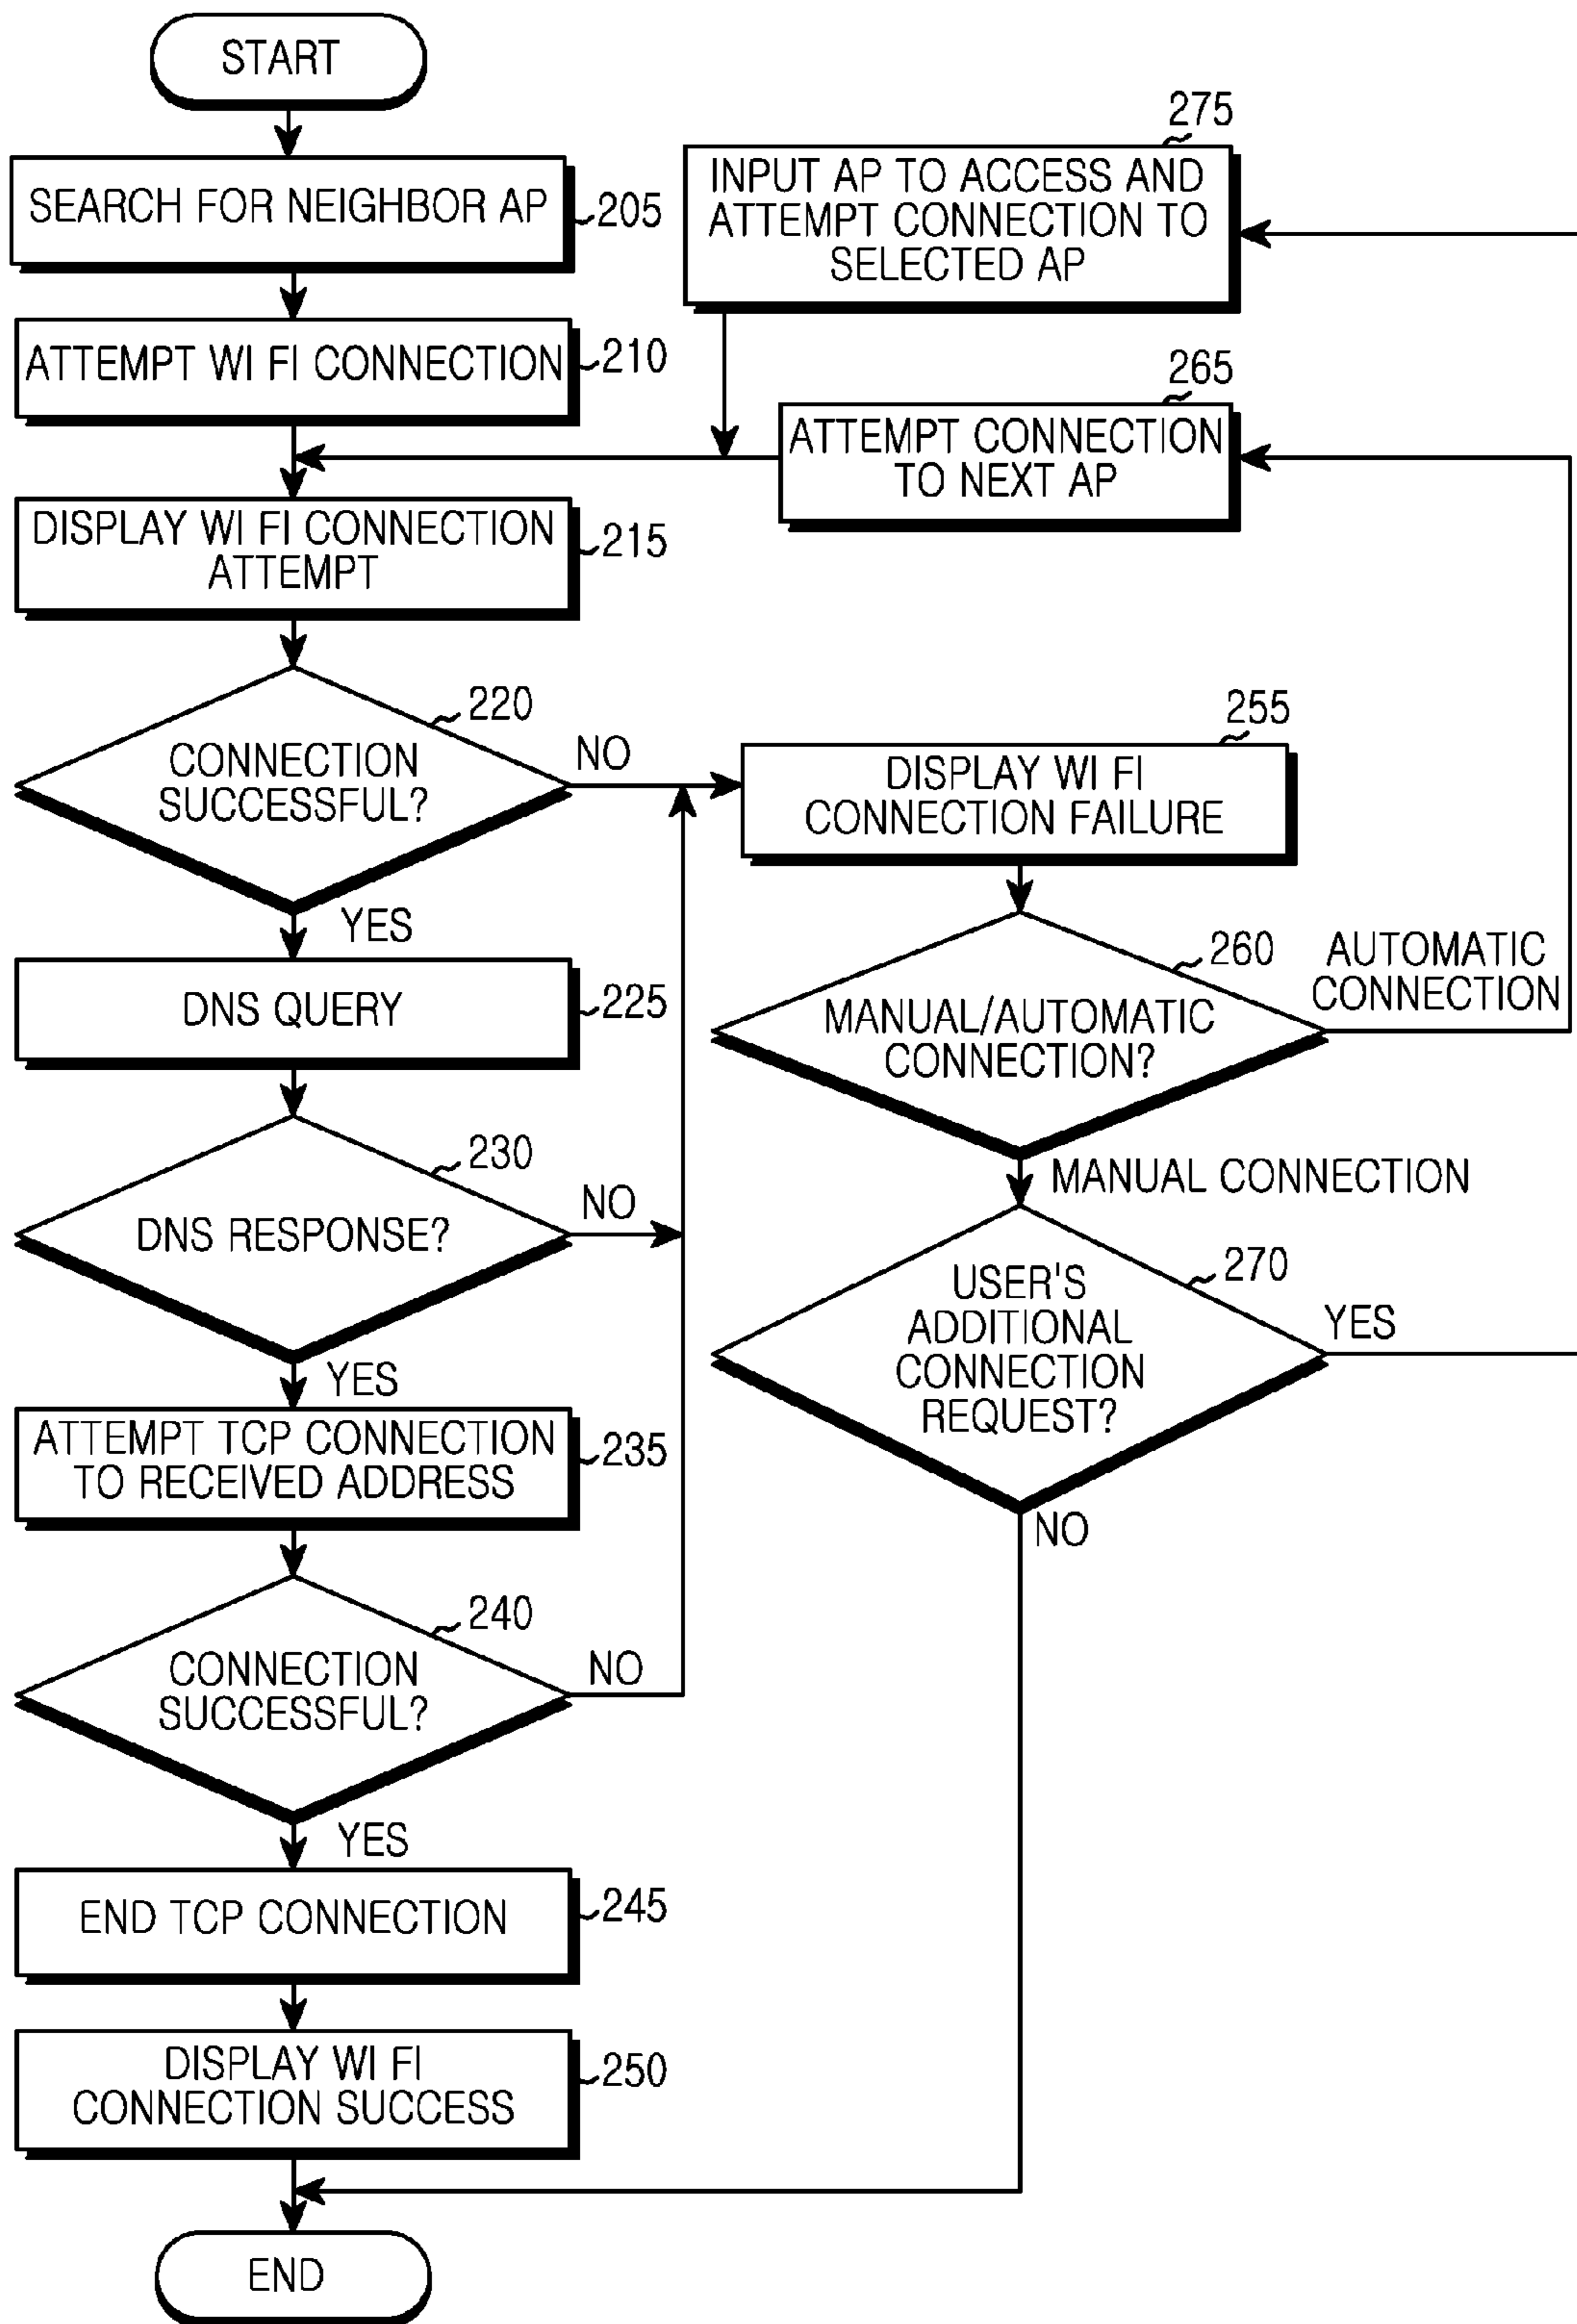 START
SEARCH FOR NEIGHBOR AP
205
ATTEMPT WI FI CONNECTION
210
DISPLAY WI FI CONNECTION
ATTEMPT
215
220
CONNECTION
SUCCESSFUL?
NO
YES
DNS QUERY
225
230
DNS RESPONSE?
NO
YES
ATTEMPT TCP CONNECTION
TO RECEIVED ADDRESS
235
240
CONNECTION
SUCCESSFUL?
NO
YES
END TCP CONNECTION
245
DISPLAY WI FI
CONNECTION SUCCESS
250
END
275
INPUT AP TO ACCESS AND
ATTEMPT CONNECTION TO
SELECTED AP
265
ATTEMPT CONNECTION
TO NEXT AP
255
DISPLAY WI FI
CONNECTION FAILURE
260
MANUAL/AUTOMATIC
CONNECTION?
AUTOMATIC
CONNECTION
MANUAL CONNECTION
270
USER'S
ADDITIONAL
CONNECTION
REQUEST?
YES
NO